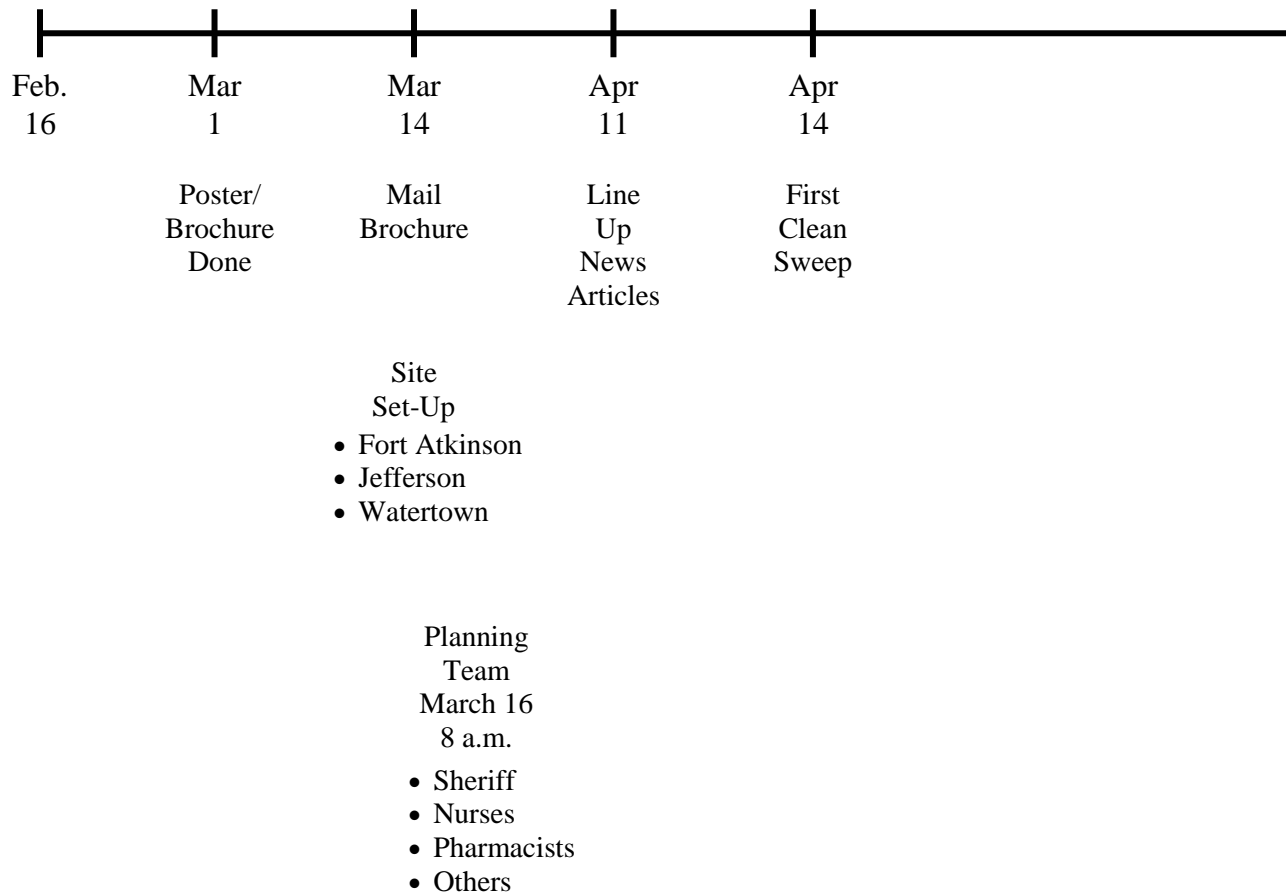 Feb. Mar Mar Apr Apr
16 1 14 11 14
Poster/ Mail Line First
Brochure Brochure Up Clean
Done News Sweep
Articles
Site
Set-Up
• Fort Atkinson
• Jefferson
• Watertown
Planning
Team
March 16
8 a.m.
• Sheriff
• Nurses
• Pharmacists
• Others